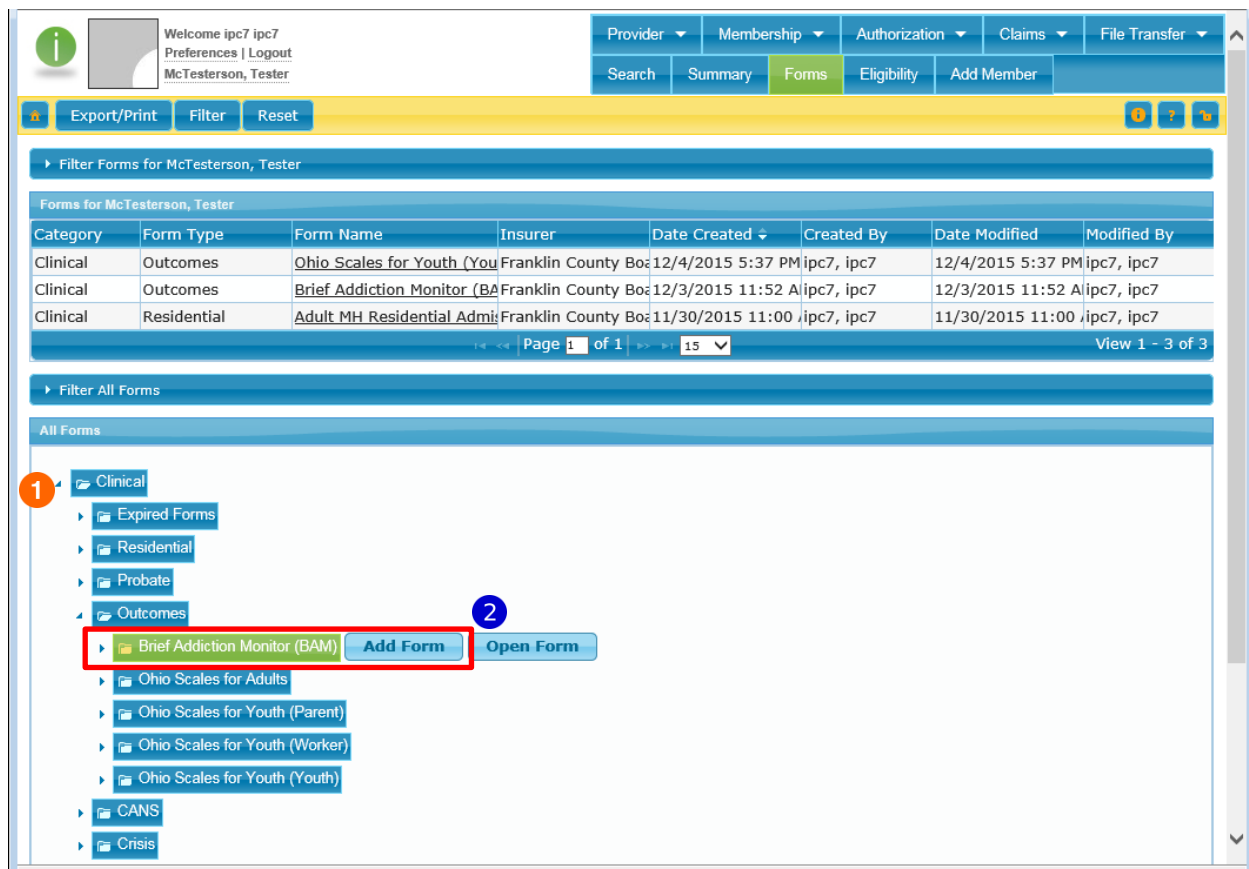 Welcome ipc7 ipc7
Preferences | Logout
McTesterson, Tester
Provider Membership Authorization Claims File Transfer
Search Summary Forms Eligibility Add Member
Export/Print Filter Reset
Filter Forms for McTesterson, Tester
Forms for McTesterson, Tester
Category Form Type Form Name Insurer Date Created Created By Date Modified Modified By
Clinical Outcomes Ohio Scales for Youth (You Franklin County Boa 12/4/2015 5:37 PM ipc7, ipc7 12/4/2015 5:37 PM ipc7, ipc7
Clinical Outcomes Brief Addiction Monitor (BA Franklin County Boa 12/3/2015 11:52 A ipc7, ipc7 12/3/2015 11:52 A ipc7, ipc7
Clinical Residential Adult MH Residential Admis Franklin County Boa 11/30/2015 11:00 A ipc7, ipc7 11/30/2015 11:00 A ipc7, ipc7
Page 1 of 1 15 View 1 - 3 of 3
Filter All Forms
All Forms
1 Clinical
Expired Forms
Residential
Probate
Outcomes 2
Brief Addiction Monitor (BAM) Add Form Open Form
Ohio Scales for Adults
Ohio Scales for Youth (Parent)
Ohio Scales for Youth (Worker)
Ohio Scales for Youth (Youth)
CANS
Crisis